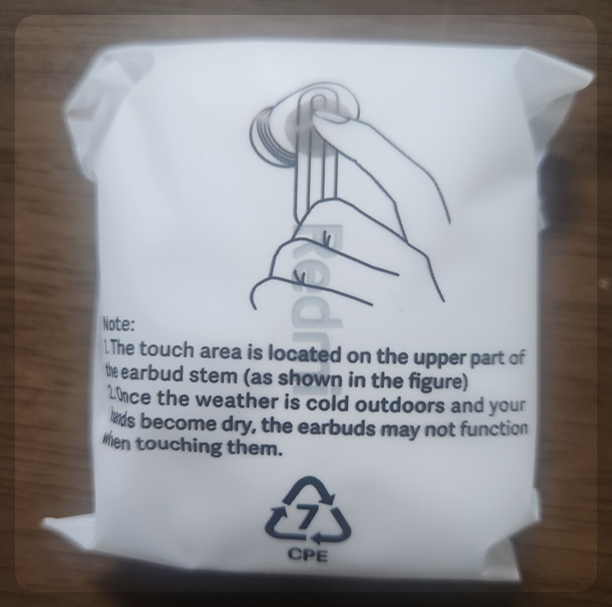 Redmi
Note:
1.The touch area is located on the upper part of
the earbud stem (as shown in the figure)
2.Once the weather is cold outdoors and your
hands become dry, the earbuds may not function
when touching them.
7
CPE